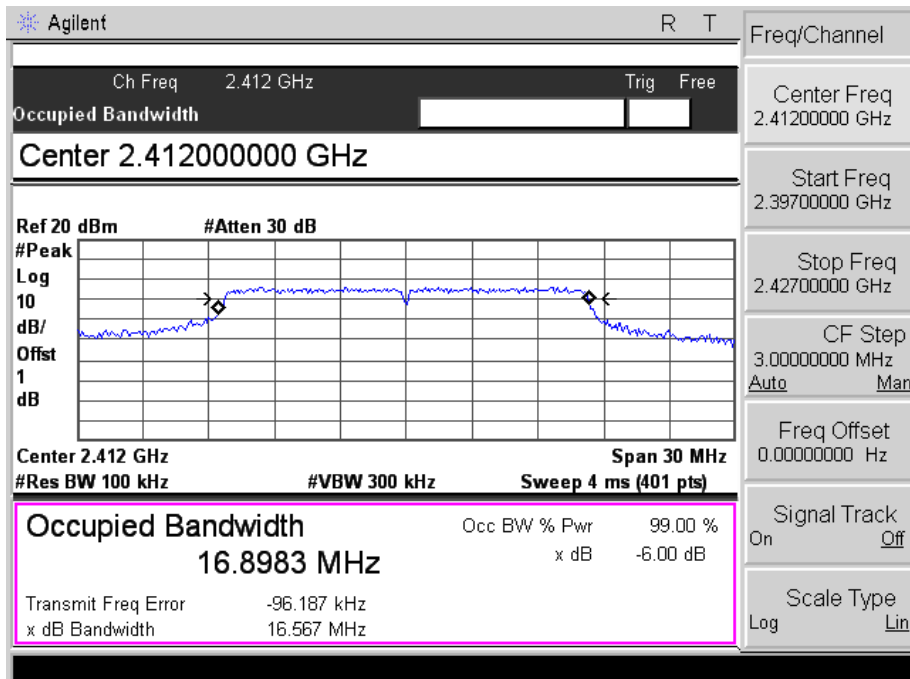 Agilent R T
Ch Freq 2.412 GHz Trig Free
Occupied Bandwidth
Center 2.412000000 GHz
Ref 20 dBm #Atten 30 dB
#Peak
Log
10
dB/
Offst
1
dB
Center 2.412 GHz Span 30 MHz
#Res BW 100 kHz #VBW 300 kHz Sweep 4 ms (401 pts)
Occupied Bandwidth Occ BW % Pwr 99.00 %
16.8983 MHz x dB -6.00 dB
Transmit Freq Error -96.187 kHz
x dB Bandwidth 16.567 MHz
Freq/Channel
Center Freq
2.41200000 GHz
Start Freq
2.39700000 GHz
Stop Freq
2.42700000 GHz
CF Step
3.00000000 MHz
Auto Man
Freq Offset
0.00000000 Hz
Signal Track
On Off
Scale Type
Log Lin